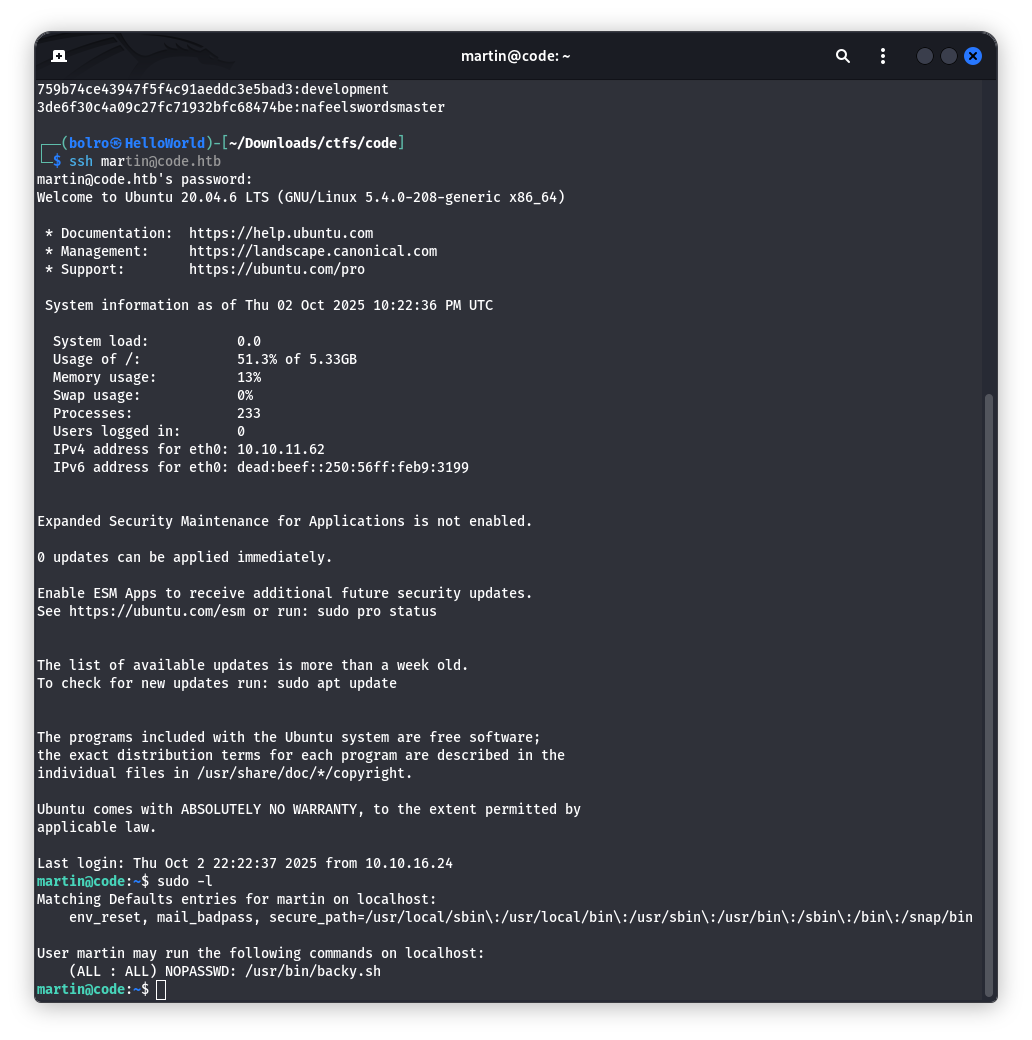 martin@code: ~
759b74ce43947f5f4c91aeddc3e5bad3:development
3de6f30c4a09c27fc71932bfc68474be:nafeelswordsmaster
┌──(bolro㉿HelloWorld)-[~/Downloads/ctfs/code]
└─$ ssh martin@code.htb
martin@code.htb's password:
Welcome to Ubuntu 20.04.6 LTS (GNU/Linux 5.4.0-208-generic x86_64)
* Documentation:  https://help.ubuntu.com
* Management:     https://landscape.canonical.com
* Support:        https://ubuntu.com/pro
System information as of Thu 02 Oct 2025 10:22:36 PM UTC
System load:           0.0
Usage of /:            51.3% of 5.33GB
Memory usage:          13%
Swap usage:            0%
Processes:             233
Users logged in:       0
IPv4 address for eth0: 10.10.11.62
IPv6 address for eth0: dead:beef::250:56ff:feb9:3199
Expanded Security Maintenance for Applications is not enabled.
0 updates can be applied immediately.
Enable ESM Apps to receive additional future security updates.
See https://ubuntu.com/esm or run: sudo pro status
The list of available updates is more than a week old.
To check for new updates run: sudo apt update
The programs included with the Ubuntu system are free software;
the exact distribution terms for each program are described in the
individual files in /usr/share/doc/*/copyright.
Ubuntu comes with ABSOLUTELY NO WARRANTY, to the extent permitted by
applicable law.
Last login: Thu Oct 2 22:22:37 2025 from 10.10.16.24
martin@code:~$ sudo -l
Matching Defaults entries for martin on localhost:
    env_reset, mail_badpass, secure_path=/usr/local/sbin\:/usr/local/bin\:/usr/sbin\:/usr/bin\:/sbin\:/bin\:/snap/bin
User martin may run the following commands on localhost:
    (ALL : ALL) NOPASSWD: /usr/bin/backy.sh
martin@code:~$